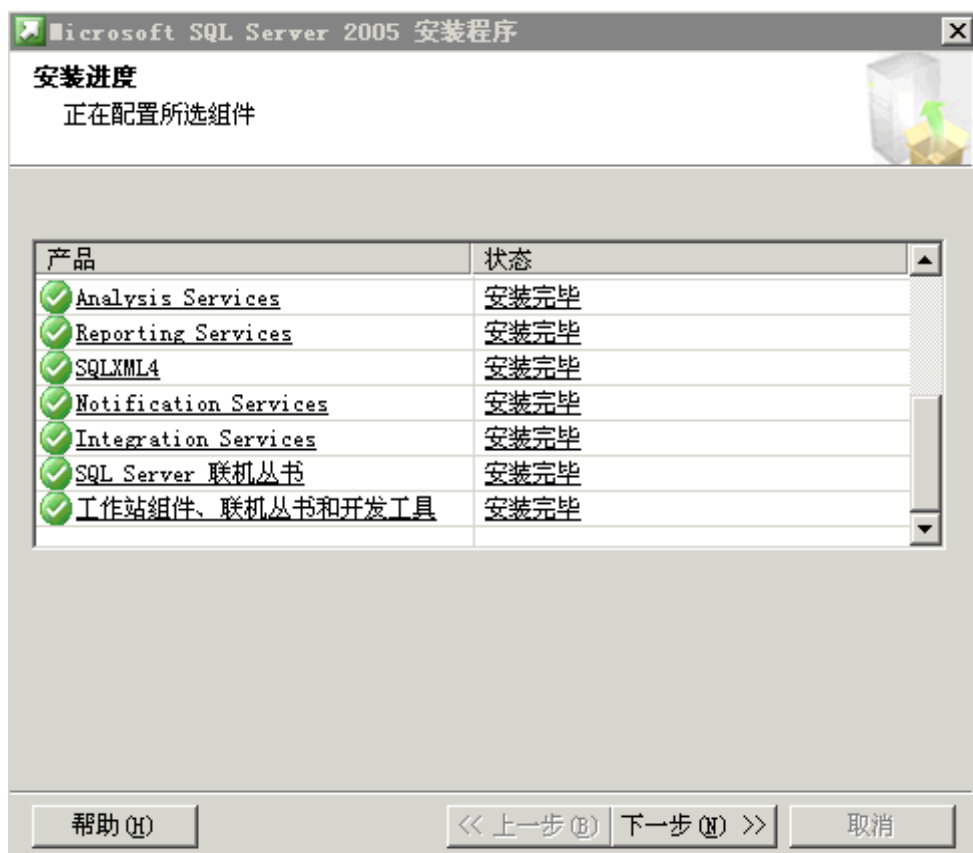 Microsoft SQL Server 2005 安装程序
安装进度
正在配置所选组件
产品 状态
Analysis Services 安装完毕
Reporting Services 安装完毕
SQLXML4 安装完毕
Notification Services 安装完毕
Integration Services 安装完毕
SQL Server 联机丛书 安装完毕
工作站组件、联机丛书和开发工具 安装完毕
帮助(H) << 上一步(B) 下一步(N) >> 取消